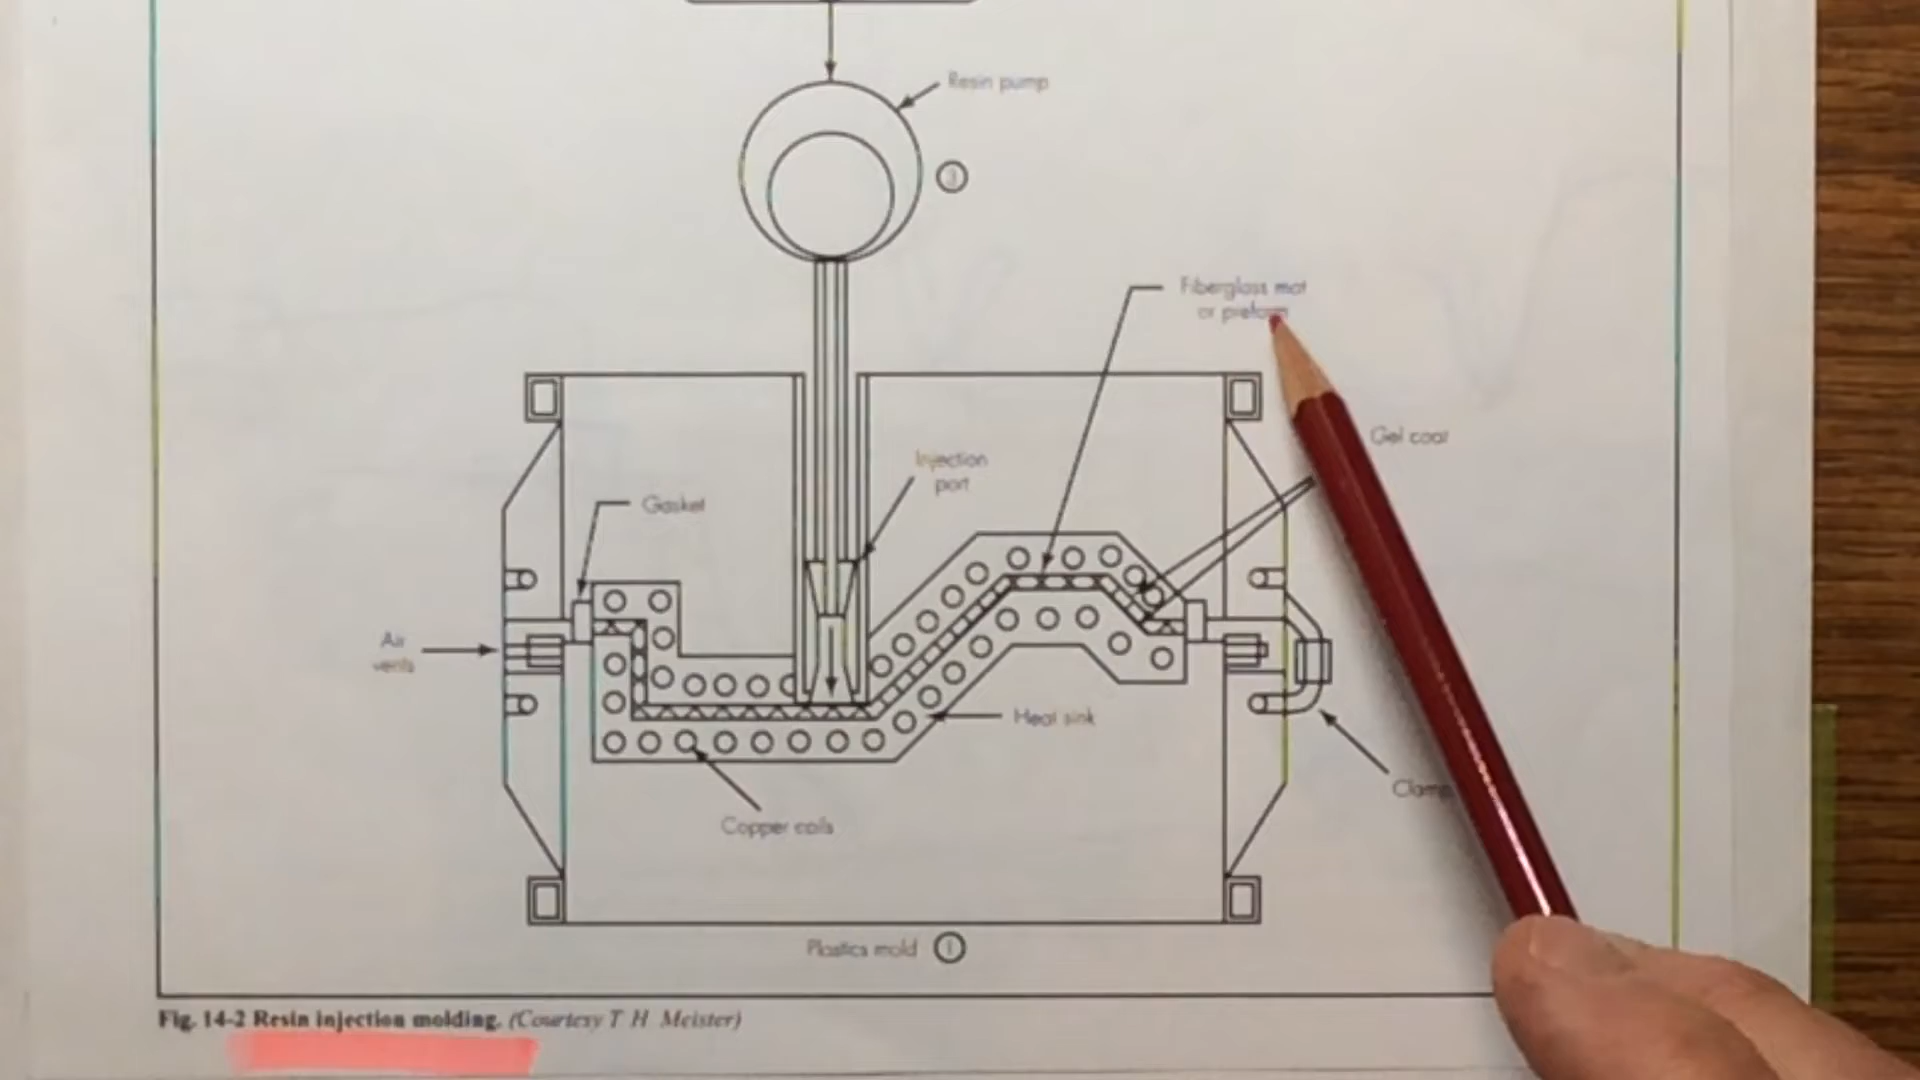 Resin pump
Fiberglass mat
or preform
Gel coat
Injection
port
Gasket
Air
vents
Heat sink
Clamp
Copper coils
Plastics mold 1
Fig. 14-2 Resin injection molding. (Courtesy T H Meister)